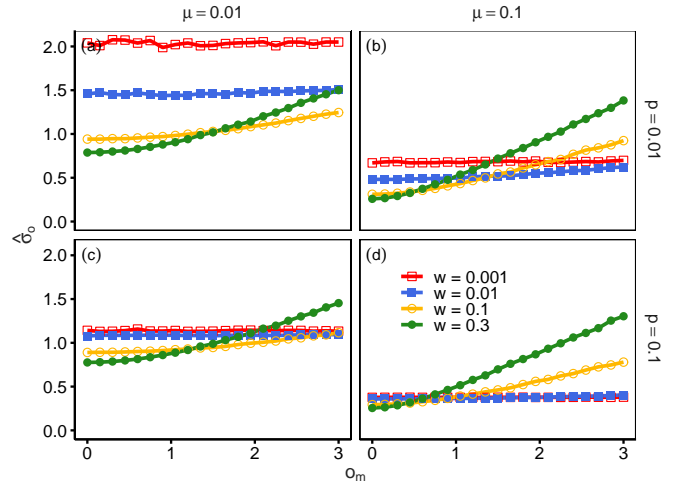 μ = 0.01
μ = 0.1
(a)
(b)
2.0
1.5
1.0
0.5
0.0
p = 0.01
(c)
(d)
2.0
1.5
1.0
0.5
0.0
w = 0.001
w = 0.01
w = 0.1
w = 0.3
p = 0.1
σ̂ₒ
0 1 2 3
0 1 2 3
oₘ